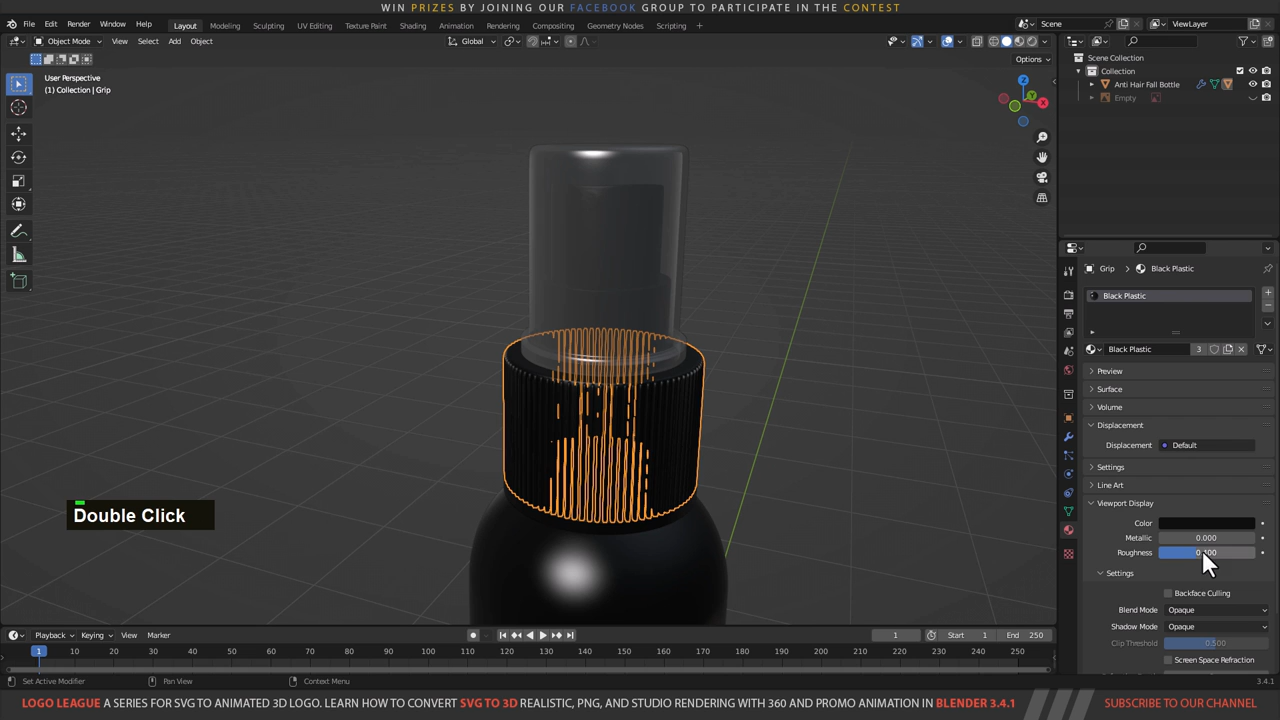 WIN PRIZES BY JOINING OUR FACEBOOK GROUP TO PARTICIPATE IN THE CONTEST
File Edit Render Window Help Layout Modeling Sculpting UV Editing Texture Paint Shading Animation Rendering Compositing Geometry Nodes Scripting + Scene ViewLayer
Object Mode View Select Add Object Global
Options
User Perspective
(1) Collection | Grip
Z
Y
X
Scene Collection
Collection
Anti Hair Fall Bottle
Empty
Grip > Black Plastic
Black Plastic
Black Plastic 3
Preview
Surface
Volume
Displacement
Displacement Default
Settings
Line Art
Viewport Display
Color
Metallic 0.000
Roughness
Settings
Backface Culling
Blend Mode Opaque
Shadow Mode Opaque
Clip Threshold 0.500
Screen Space Refraction
Double Click
Playback Keying View Marker 1 Start 1 End 250
1 10 20 30 40 50 60 70 80 90 100 110 120 130 140 150 160 170 180 190 200 210 220 230 240 250
Set Active Modifier Pan View Context Menu 3.4.1
LOGO LEAGUE A SERIES FOR SVG TO ANIMATED 3D LOGO. LEARN HOW TO CONVERT SVG TO 3D REALISTIC, PNG, AND STUDIO RENDERING WITH 360 AND PROMO ANIMATION IN BLENDER 3.4.1 SUBSCRIBE TO OUR CHANNEL